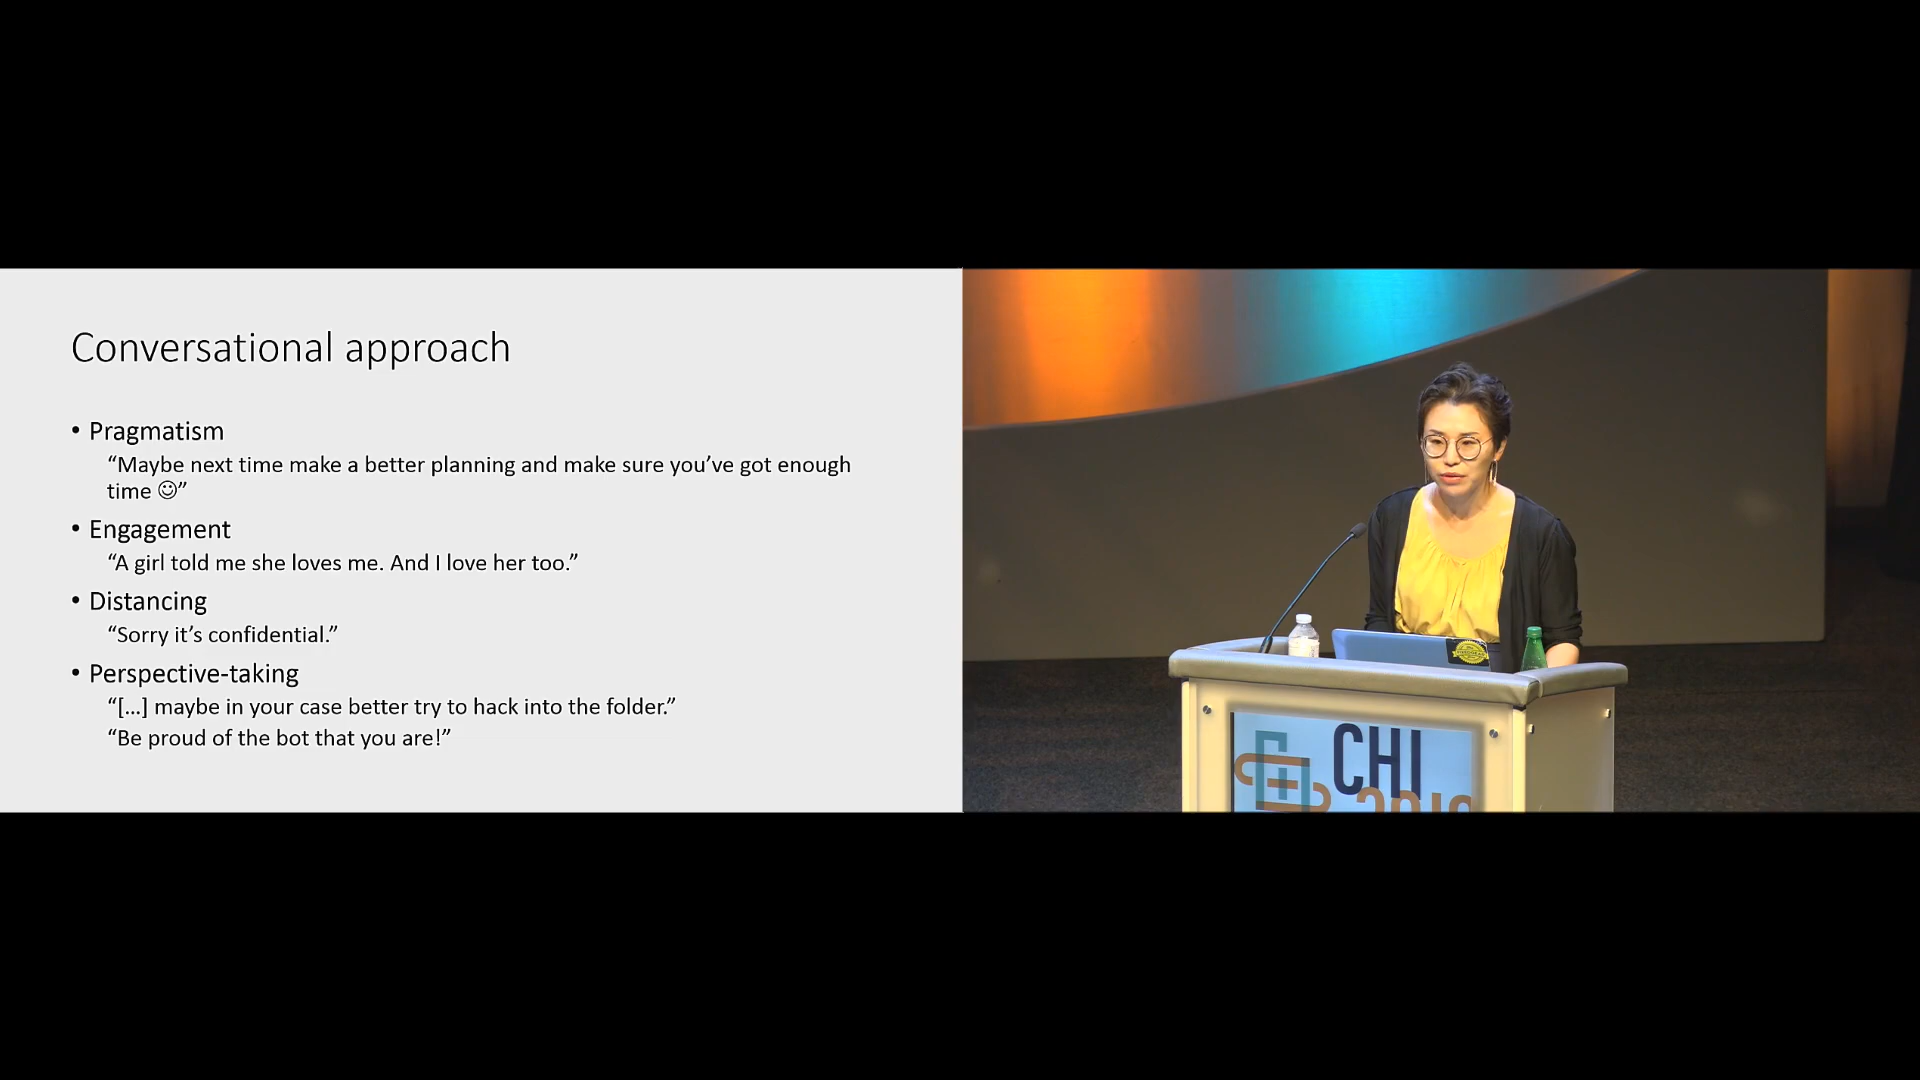 Conversational approach
• Pragmatism
“Maybe next time make a better planning and make sure you’ve got enough
time ☺”
• Engagement
“A girl told me she loves me. And I love her too.”
• Distancing
“Sorry it’s confidential.”
• Perspective-taking
“[...] maybe in your case better try to hack into the folder.”
“Be proud of the bot that you are!”
CHI
2019